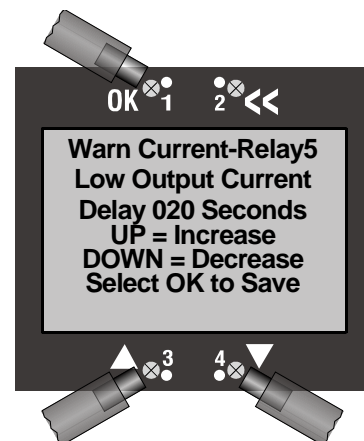 OK 1 2 <<
Warn Current-Relay5
Low Output Current
Delay 020 Seconds
UP = Increase
DOWN = Decrease
Select OK to Save
3 4